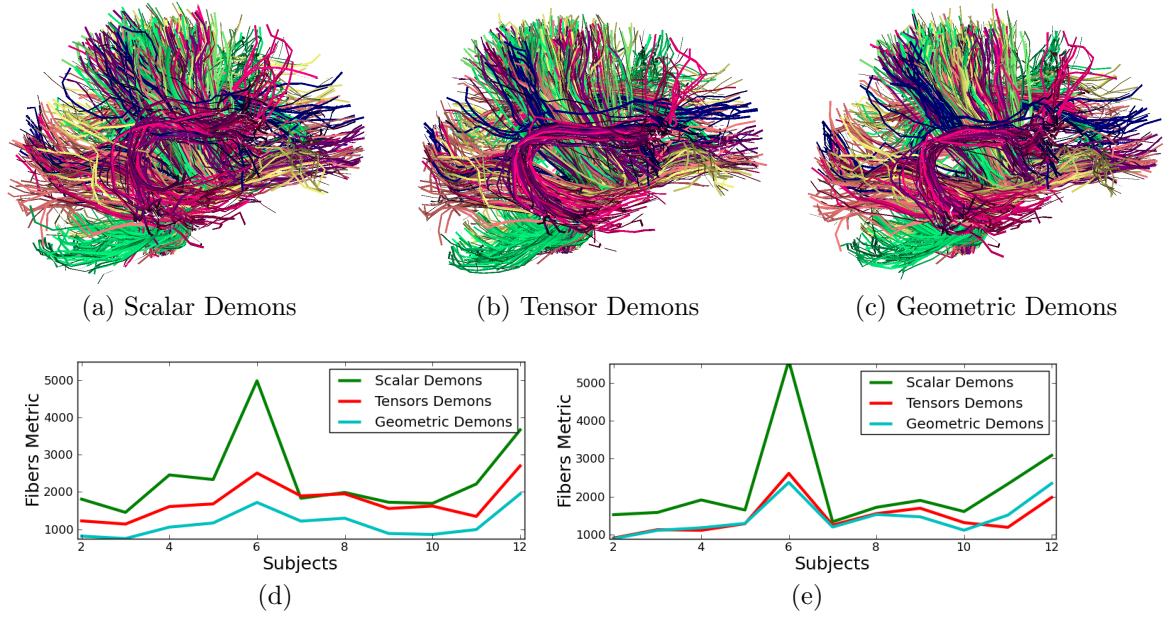 (a) Scalar Demons
(b) Tensor Demons
(c) Geometric Demons
Fibers Metric
5000
4000
3000
2000
1000
2
4
6
8
10
12
Subjects
Scalar Demons
Tensors Demons
Geometric Demons
(d)
Fibers Metric
5000
4000
3000
2000
1000
2
4
6
8
10
12
Subjects
Scalar Demons
Tensors Demons
Geometric Demons
(e)